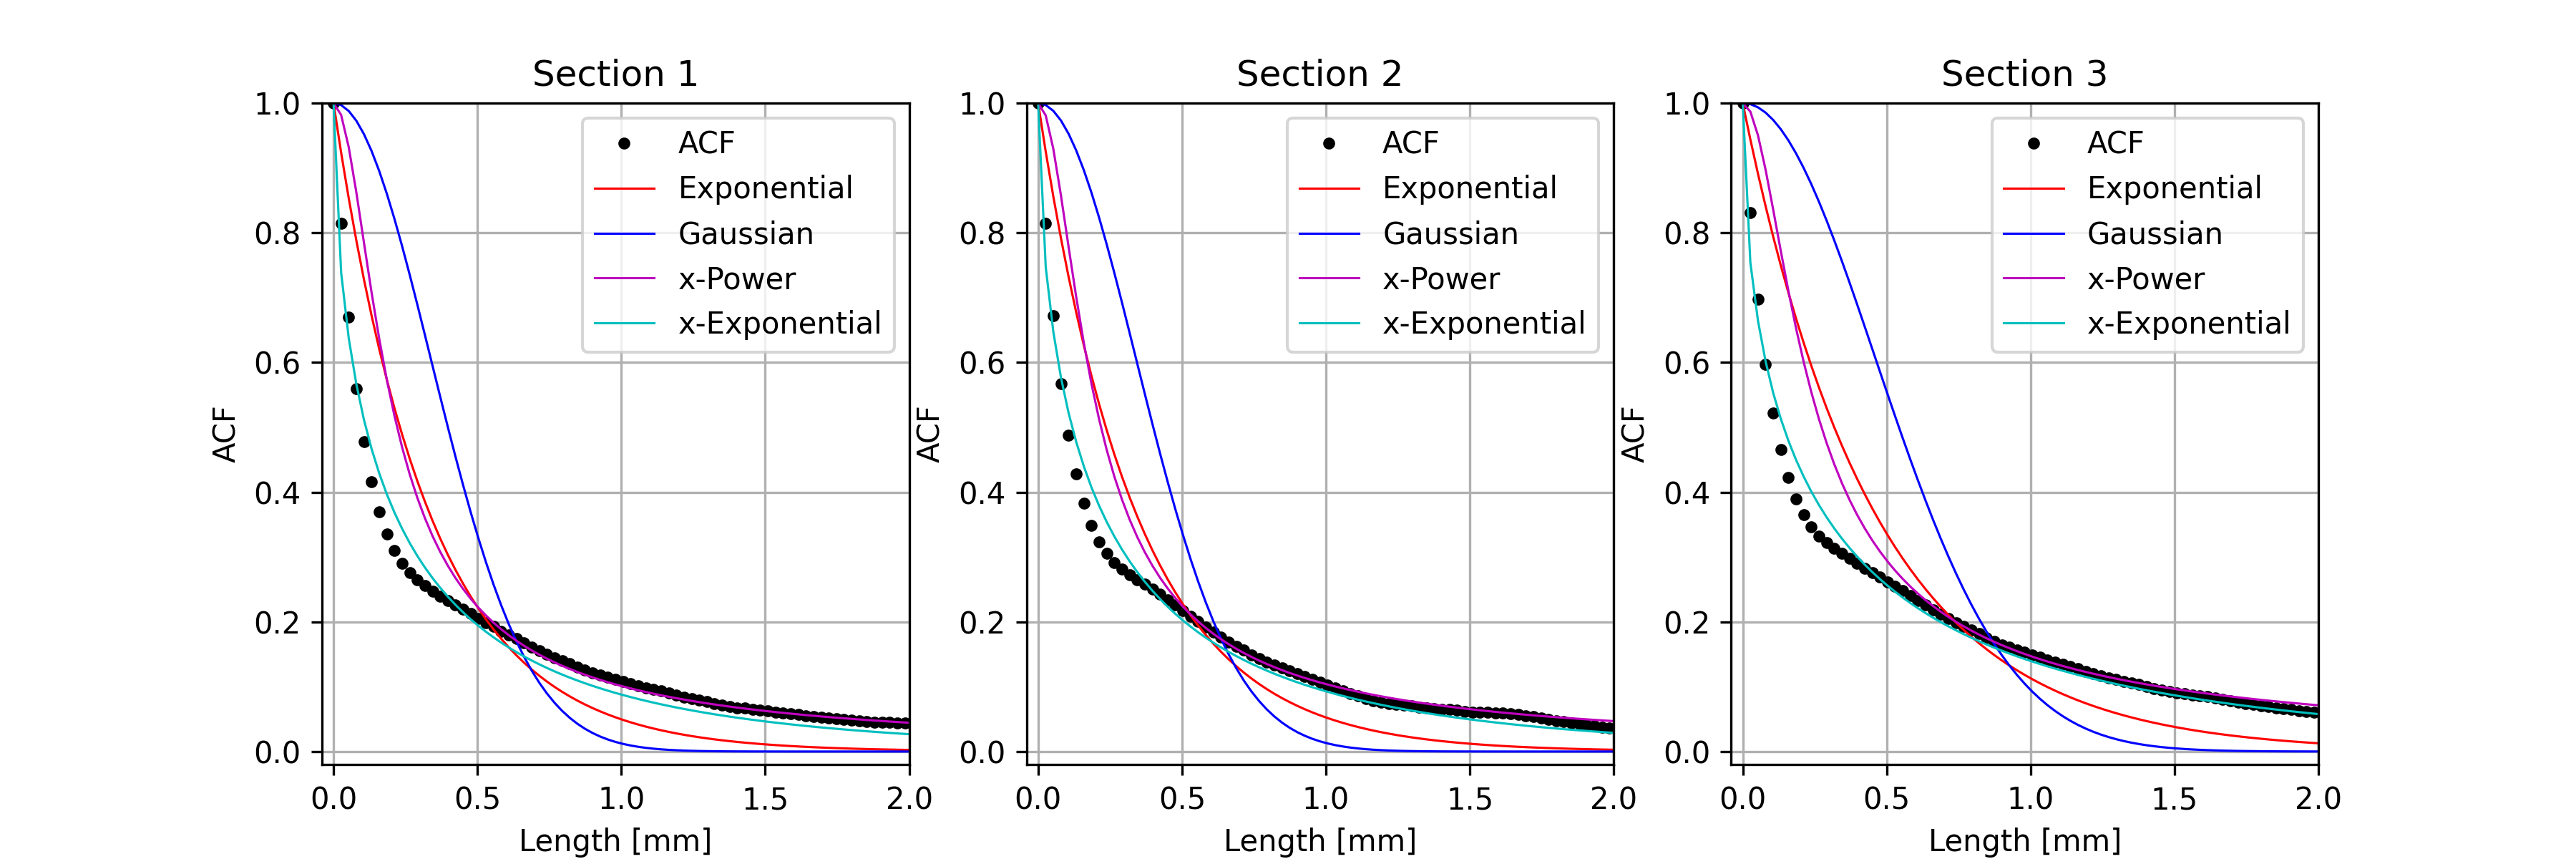 Section 1
1.0
0.8
0.6
0.4
0.2
0.0
ACF
ACF
Exponential
Gaussian
x-Power
x-Exponential
0.0 0.5 1.0 1.5 2.0
Length [mm]
Section 2
1.0
0.8
0.6
0.4
0.2
0.0
ACF
ACF
Exponential
Gaussian
x-Power
x-Exponential
0.0 0.5 1.0 1.5 2.0
Length [mm]
Section 3
1.0
0.8
0.6
0.4
0.2
0.0
ACF
ACF
Exponential
Gaussian
x-Power
x-Exponential
0.0 0.5 1.0 1.5 2.0
Length [mm]